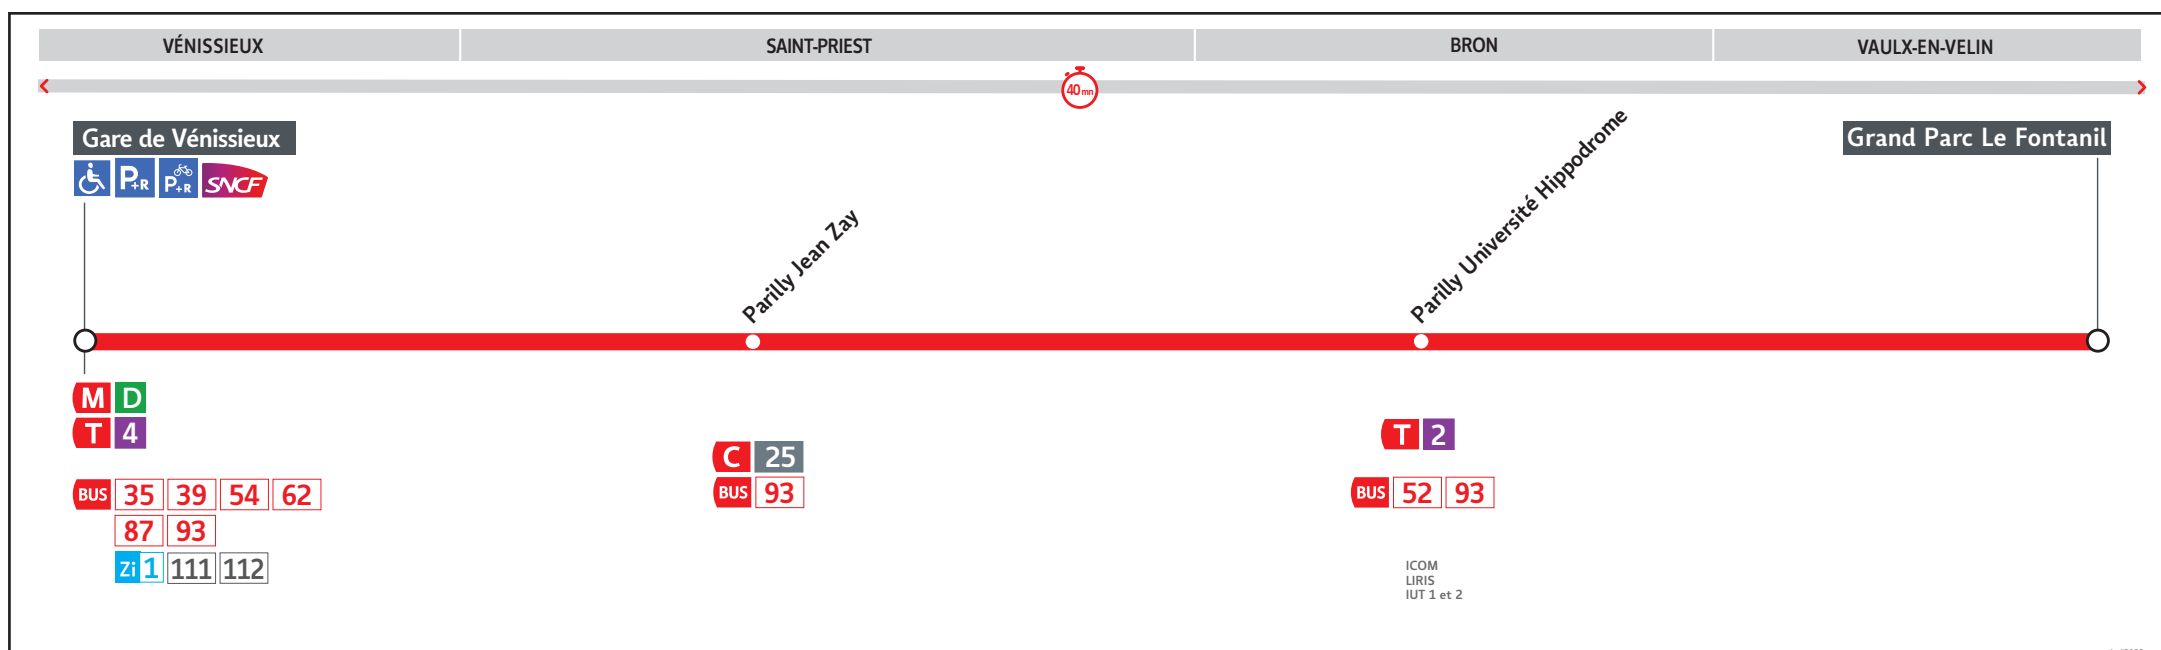 VÉNISSIEUX SAINT-PRIEST BRON VAULX-EN-VELIN
40 mn
Gare de Vénissieux
P+R P+R SNCF
Parilly Jean Zay
Parilly Université Hippodrome
Grand Parc Le Fontanil
M D
T 4
BUS 35 39 54 62
87 93
Zi 1 111 112
C 25
BUS 93
T 2
BUS 52 93
ICOM
LIRIS
IUT 1 et 2